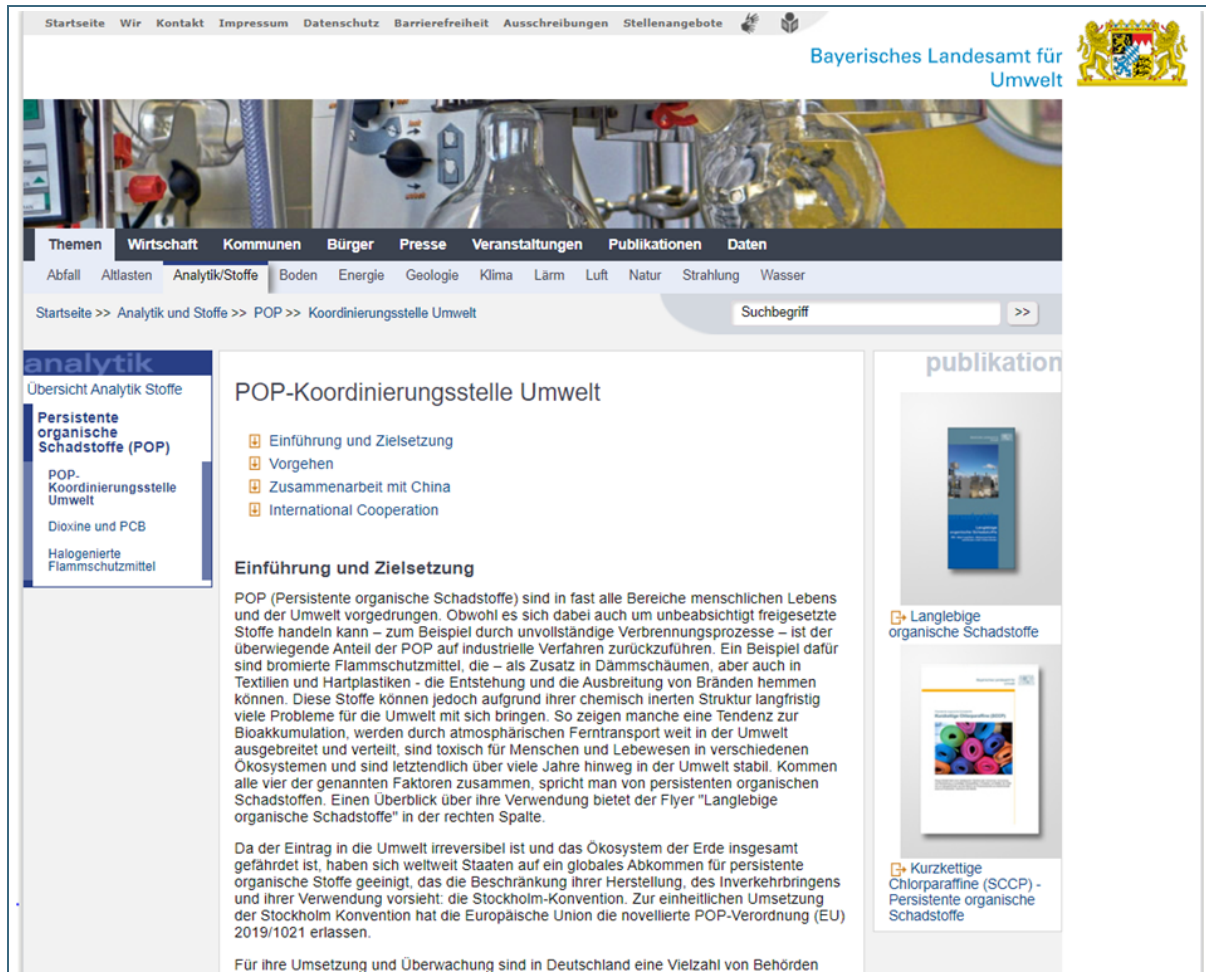 Startseite Wir Kontakt Impressum Datenschutz Barrierefreiheit Ausschreibungen Stellenangebote
Bayerisches Landesamt für
Umwelt
Themen Wirtschaft Kommunen Bürger Presse Veranstaltungen Publikationen Daten
Abfall Altlasten Analytik/Stoffe Boden Energie Geologie Klima Lärm Luft Natur Strahlung Wasser
Startseite >> Analytik und Stoffe >> POP >> Koordinierungsstelle Umwelt
Suchbegriff >>
analytik
Übersicht Analytik Stoffe
Persistente
organische
Schadstoffe (POP)
POP-
Koordinierungsstelle
Umwelt
Dioxine und PCB
Halogenierte
Flammschutzmittel
POP-Koordinierungsstelle Umwelt
Einführung und Zielsetzung
Vorgehen
Zusammenarbeit mit China
International Cooperation
Einführung und Zielsetzung
POP (Persistente organische Schadstoffe) sind in fast alle Bereiche menschlichen Lebens
und der Umwelt vorgedrungen. Obwohl es sich dabei auch um unbeabsichtigt freigesetzte
Stoffe handeln kann – zum Beispiel durch unvollständige Verbrennungsprozesse – ist der
überwiegende Anteil der POP auf industrielle Verfahren zurückzuführen. Ein Beispiel dafür
sind bromierte Flammschutzmittel, die – als Zusatz in Dämmschäumen, aber auch in
Textilien und Hartplastiken - die Entstehung und die Ausbreitung von Bränden hemmen
können. Diese Stoffe können jedoch aufgrund ihrer chemisch inerten Struktur langfristig
viele Probleme für die Umwelt mit sich bringen. So zeigen manche eine Tendenz zur
Bioakkumulation, werden durch atmosphärischen Ferntransport weit in der Umwelt
ausgebreitet und verteilt, sind toxisch für Menschen und Lebewesen in verschiedenen
Ökosystemen und sind letztendlich über viele Jahre hinweg in der Umwelt stabil. Kommen
alle vier der genannten Faktoren zusammen, spricht man von persistenten organischen
Schadstoffen. Einen Überblick über ihre Verwendung bietet der Flyer "Langlebige
organische Schadstoffe" in der rechten Spalte.
Da der Eintrag in die Umwelt irreversibel ist und das Ökosystem der Erde insgesamt
gefährdet ist, haben sich weltweit Staaten auf ein globales Abkommen für persistente
organische Stoffe geeinigt, das die Beschränkung ihrer Herstellung, des Inverkehrbringens
und ihrer Verwendung vorsieht: die Stockholm-Konvention. Zur einheitlichen Umsetzung
der Stockholm Konvention hat die Europäische Union die novellierte POP-Verordnung (EU)
2019/1021 erlassen.
Für ihre Umsetzung und Überwachung sind in Deutschland eine Vielzahl von Behörden
publikation
Langlebige
organische Schadstoffe
Langlebige
organische Schadstoffe
Kurzkettige Chlorparaffine (SCCP)
Kurzkettige
Chlorparaffine (SCCP) -
Persistente organische
Schadstoffe